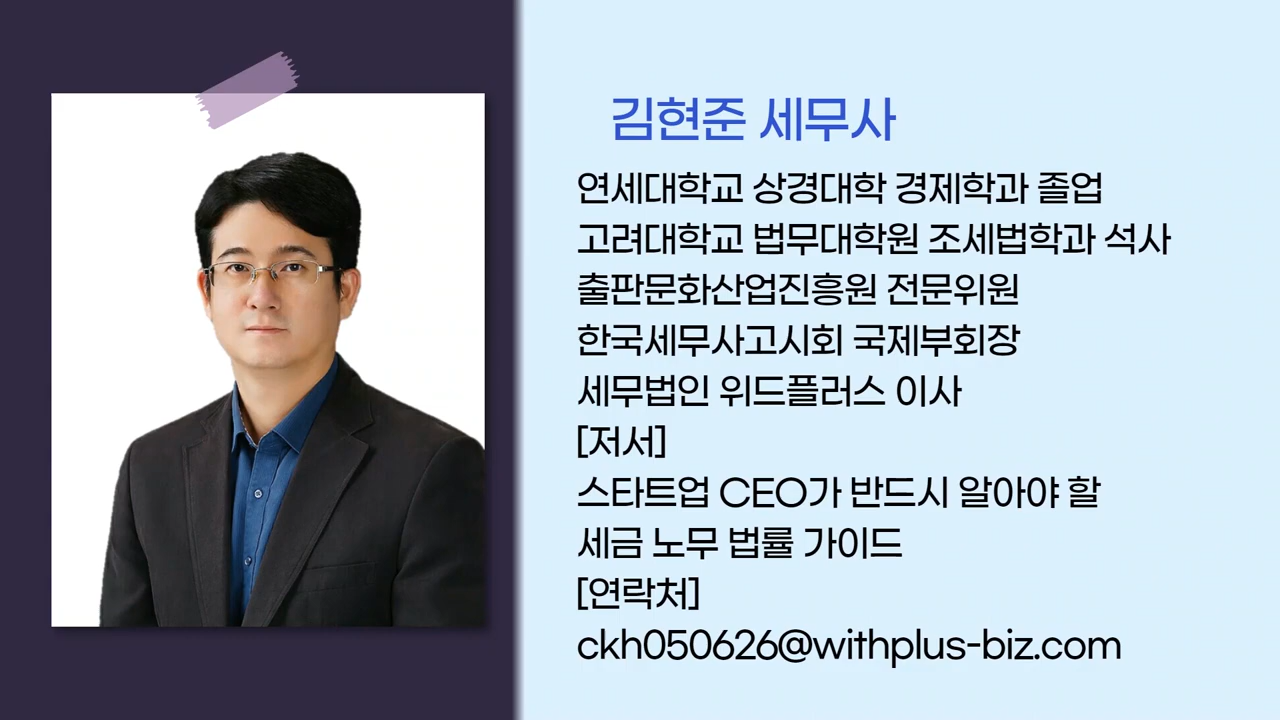 김현준 세무사
연세대학교 상경대학 경제학과 졸업
고려대학교 법무대학원 조세법학과 석사
출판문화산업진흥원 전문위원
한국세무사고시회 국제부회장
세무법인 위드플러스 이사
[저서]
스타트업 CEO가 반드시 알아야 할
세금 노무 법률 가이드
[연락처]
ckh050626@withplus-biz.com